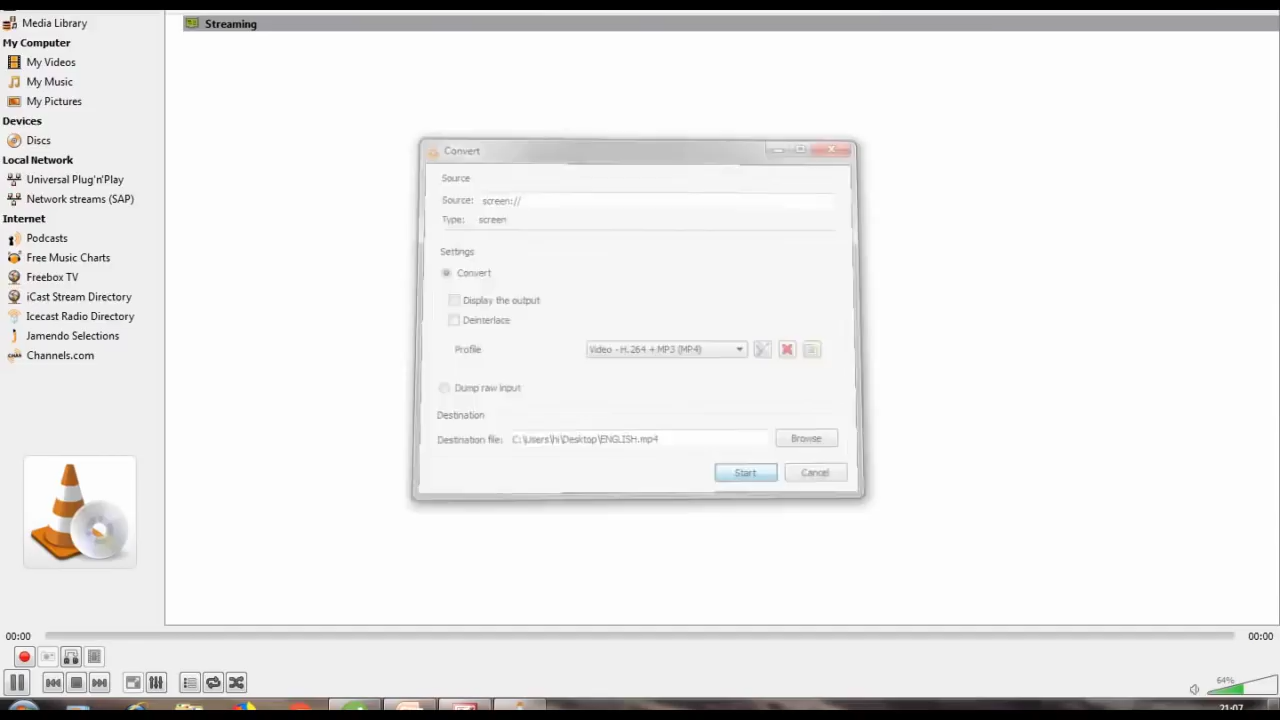 Media Library
Streaming
My Computer
My Videos
My Music
My Pictures
Devices
Discs
Local Network
Universal Plug'n'Play
Network streams (SAP)
Internet
Podcasts
Free Music Charts
Freebox TV
iCast Stream Directory
Icecast Radio Directory
Jamendo Selections
Channels.com
Convert
Source
Source: screen://
Type: screen
Settings
Convert
Display the output
Deinterlace
Profile Video - H.264 + MP3 (MP4)
Dump raw input
Destination
Destination file: C:\Users\hi\Desktop\ENGLISH.mp4 Browse
Start Cancel
00:00 00:00
64%
21:07